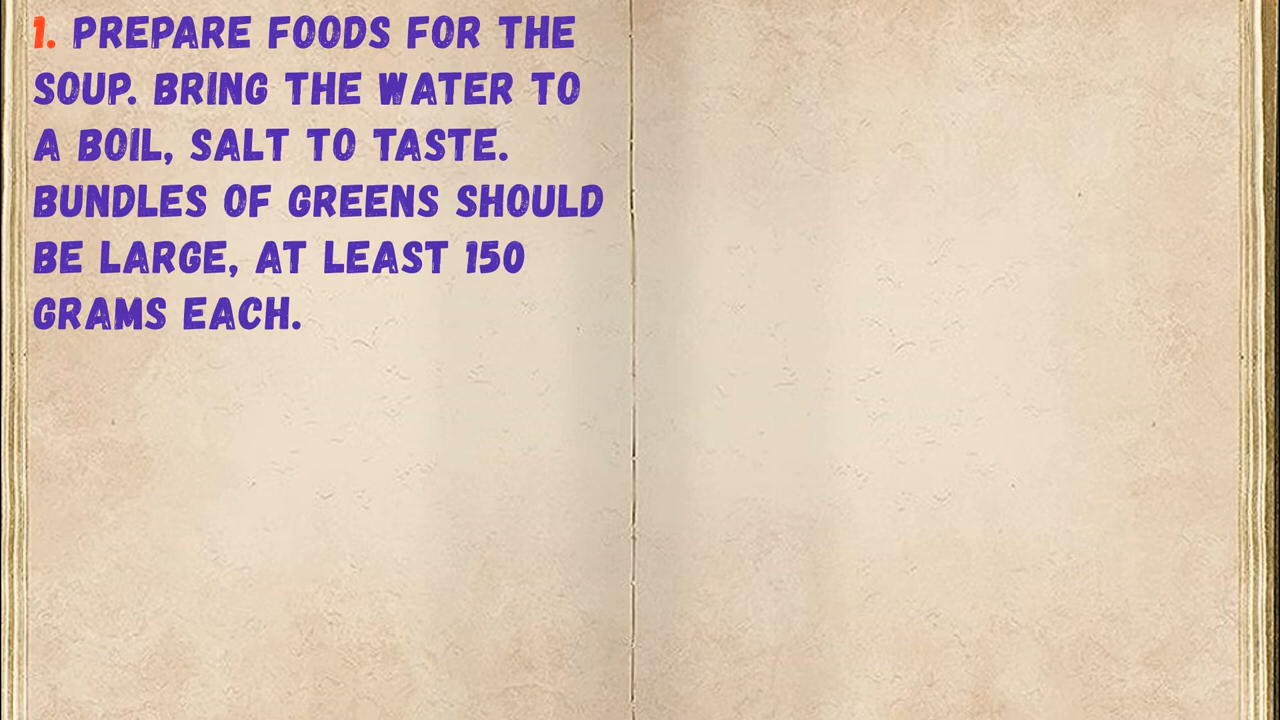 1. PREPARE FOODS FOR THE
SOUP. BRING THE WATER TO
A BOIL, SALT TO TASTE.
BUNDLES OF GREENS SHOULD
BE LARGE, AT LEAST 150
GRAMS EACH.